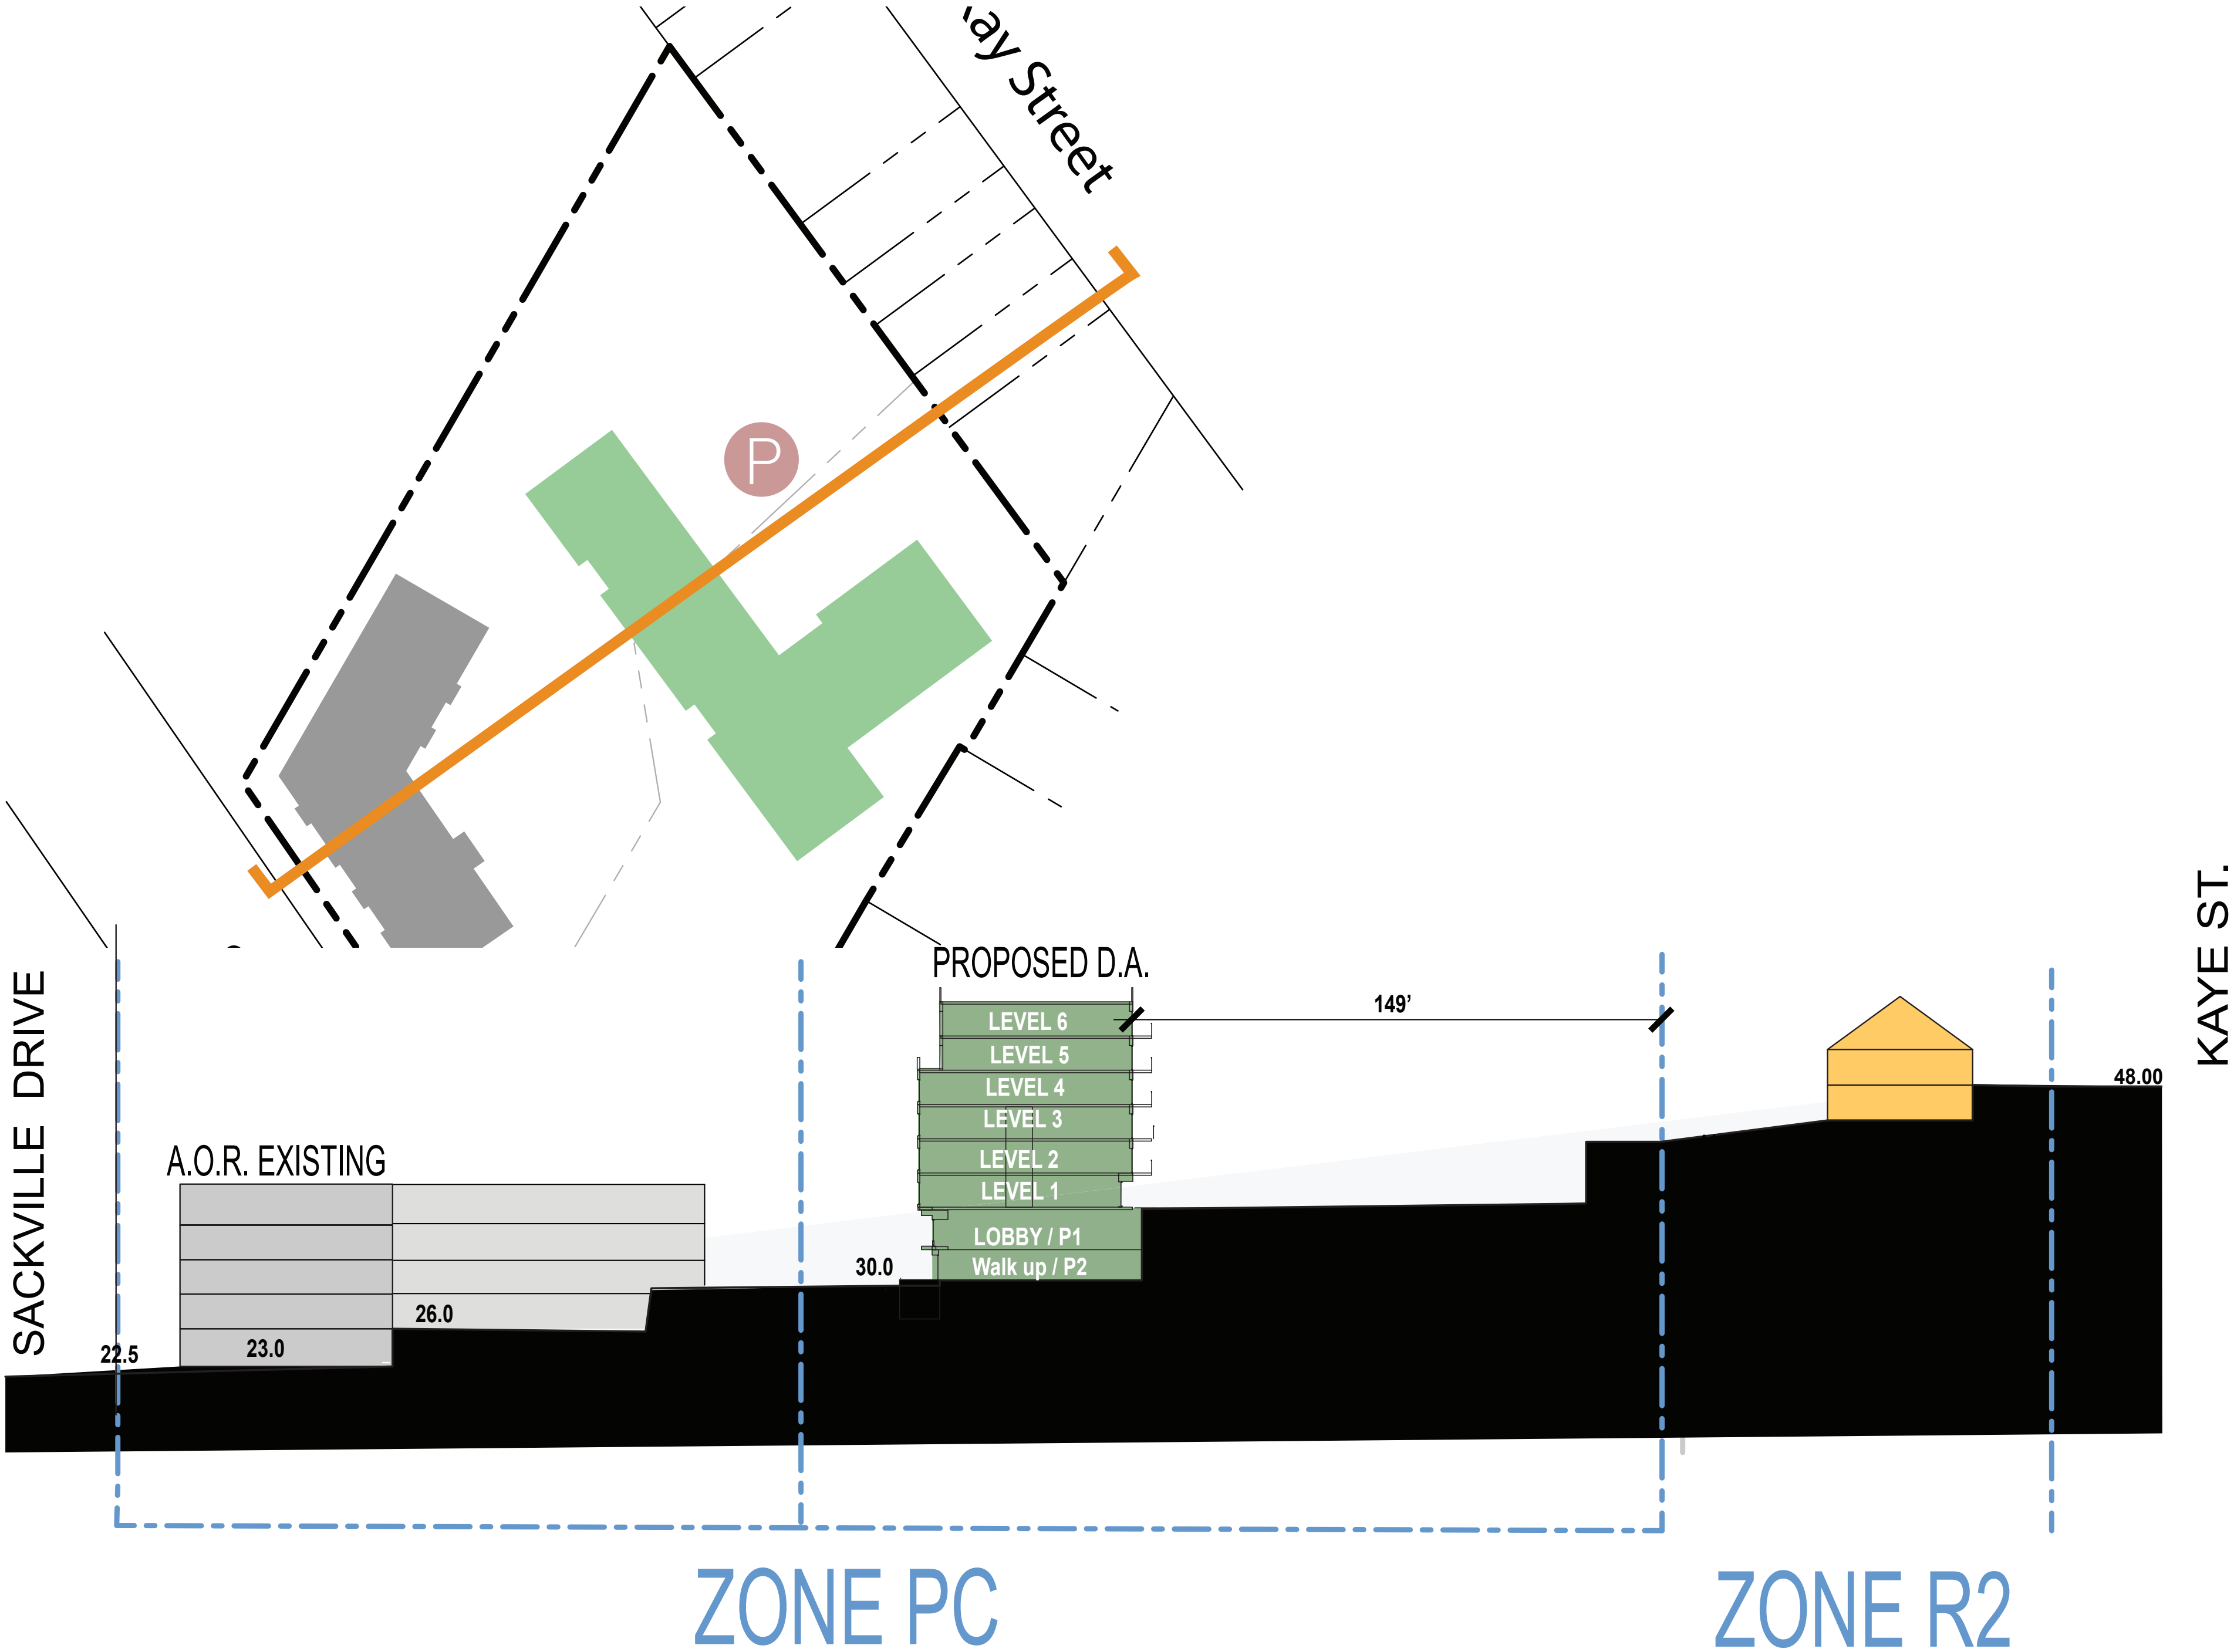 Kay Street
P
SACKVILLE DRIVE
KAYE ST.
PROPOSED D.A.
149’
LEVEL 6
LEVEL 5
LEVEL 4
LEVEL 3
LEVEL 2
LEVEL 1
LOBBY / P1
Walk up / P2
A.O.R. EXISTING
48.00
30.0
26.0
23.0
22.5
ZONE PC
ZONE R2